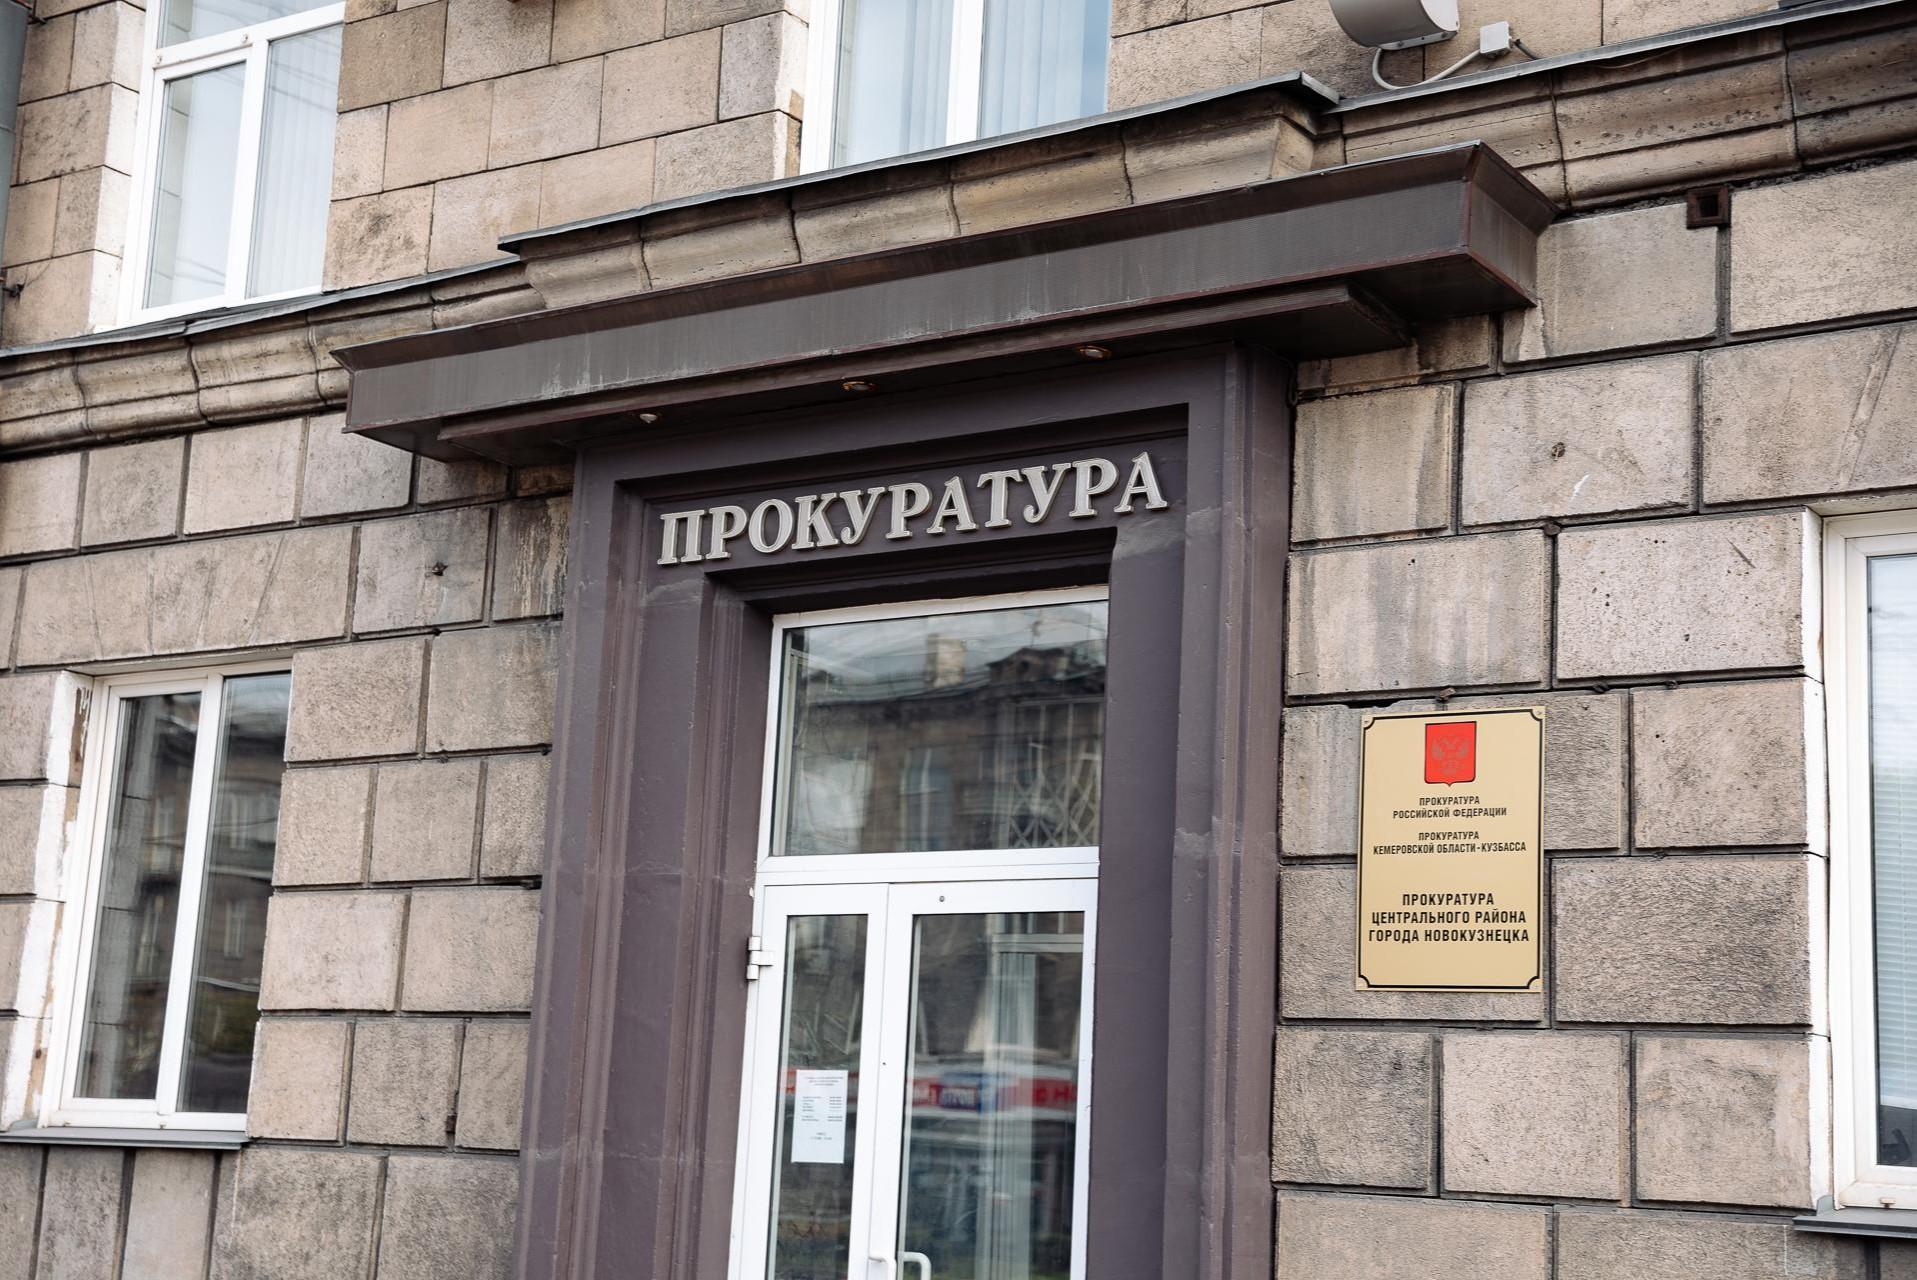 ПРОКУРАТУРА
ПРОКУРАТУРА
РОССИЙСКОЙ ФЕДЕРАЦИИ
ПРОКУРАТУРА
КЕМЕРОВСКОЙ ОБЛАСТИ-КУЗБАССА
ПРОКУРАТУРА
ЦЕНТРАЛЬНОГО РАЙОНА
ГОРОДА НОВОКУЗНЕЦКА